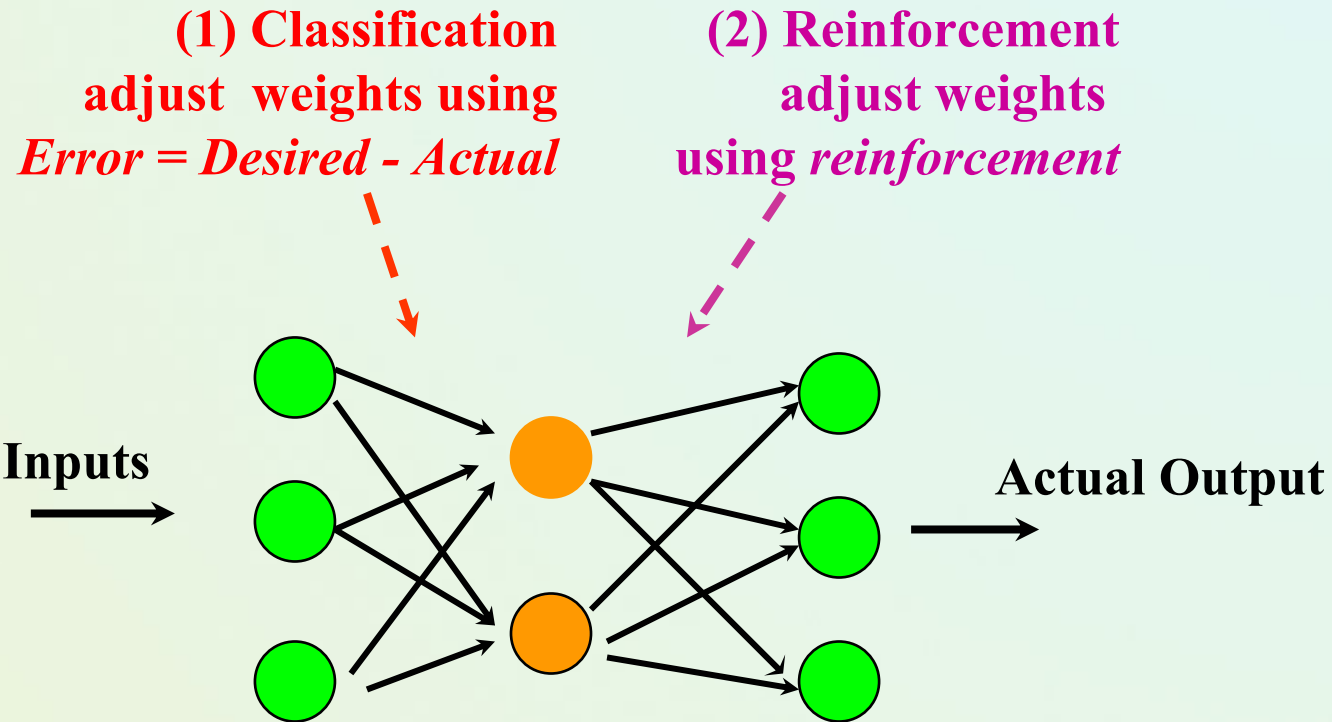 (1) Classification
adjust weights using
Error = Desired - Actual
(2) Reinforcement
adjust weights
using reinforcement
Inputs
Actual Output